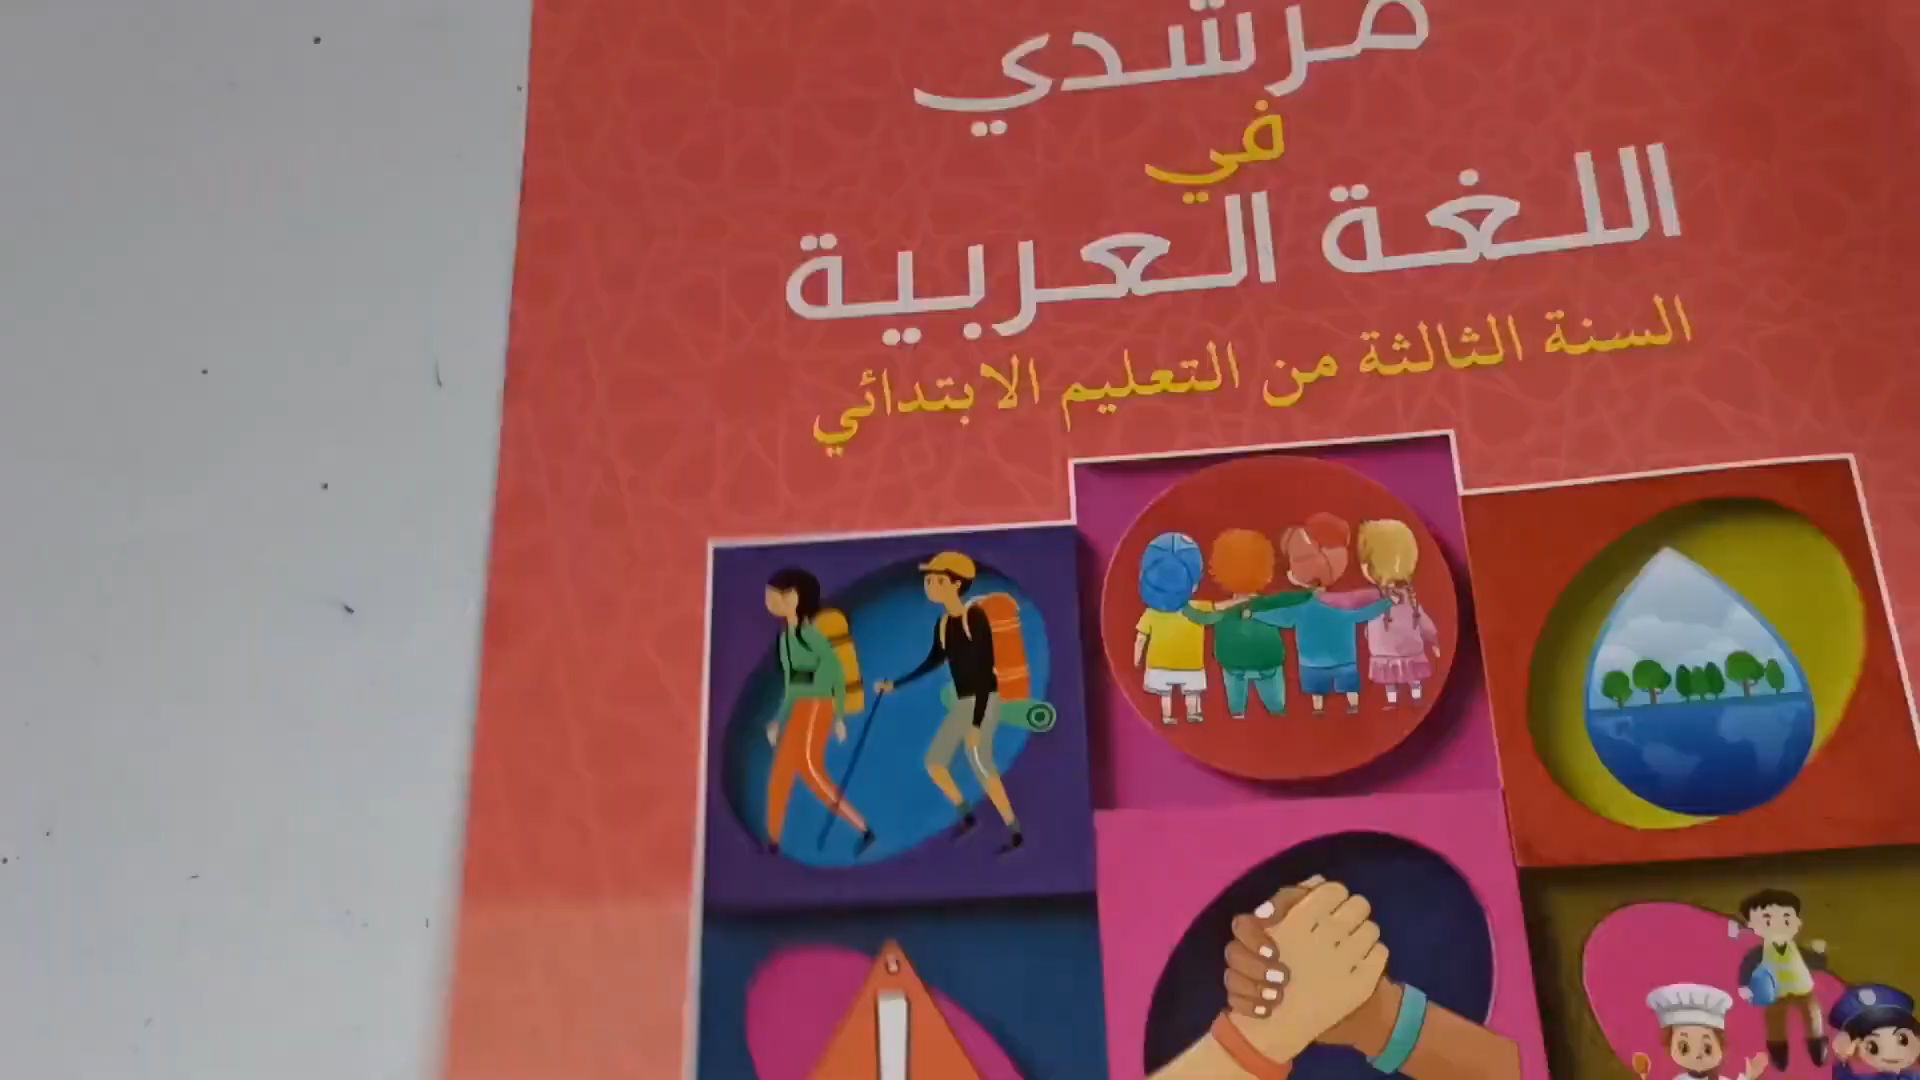 مرشدي
في
اللغة العربية
السنة الثالثة من التعليم الابتدائي